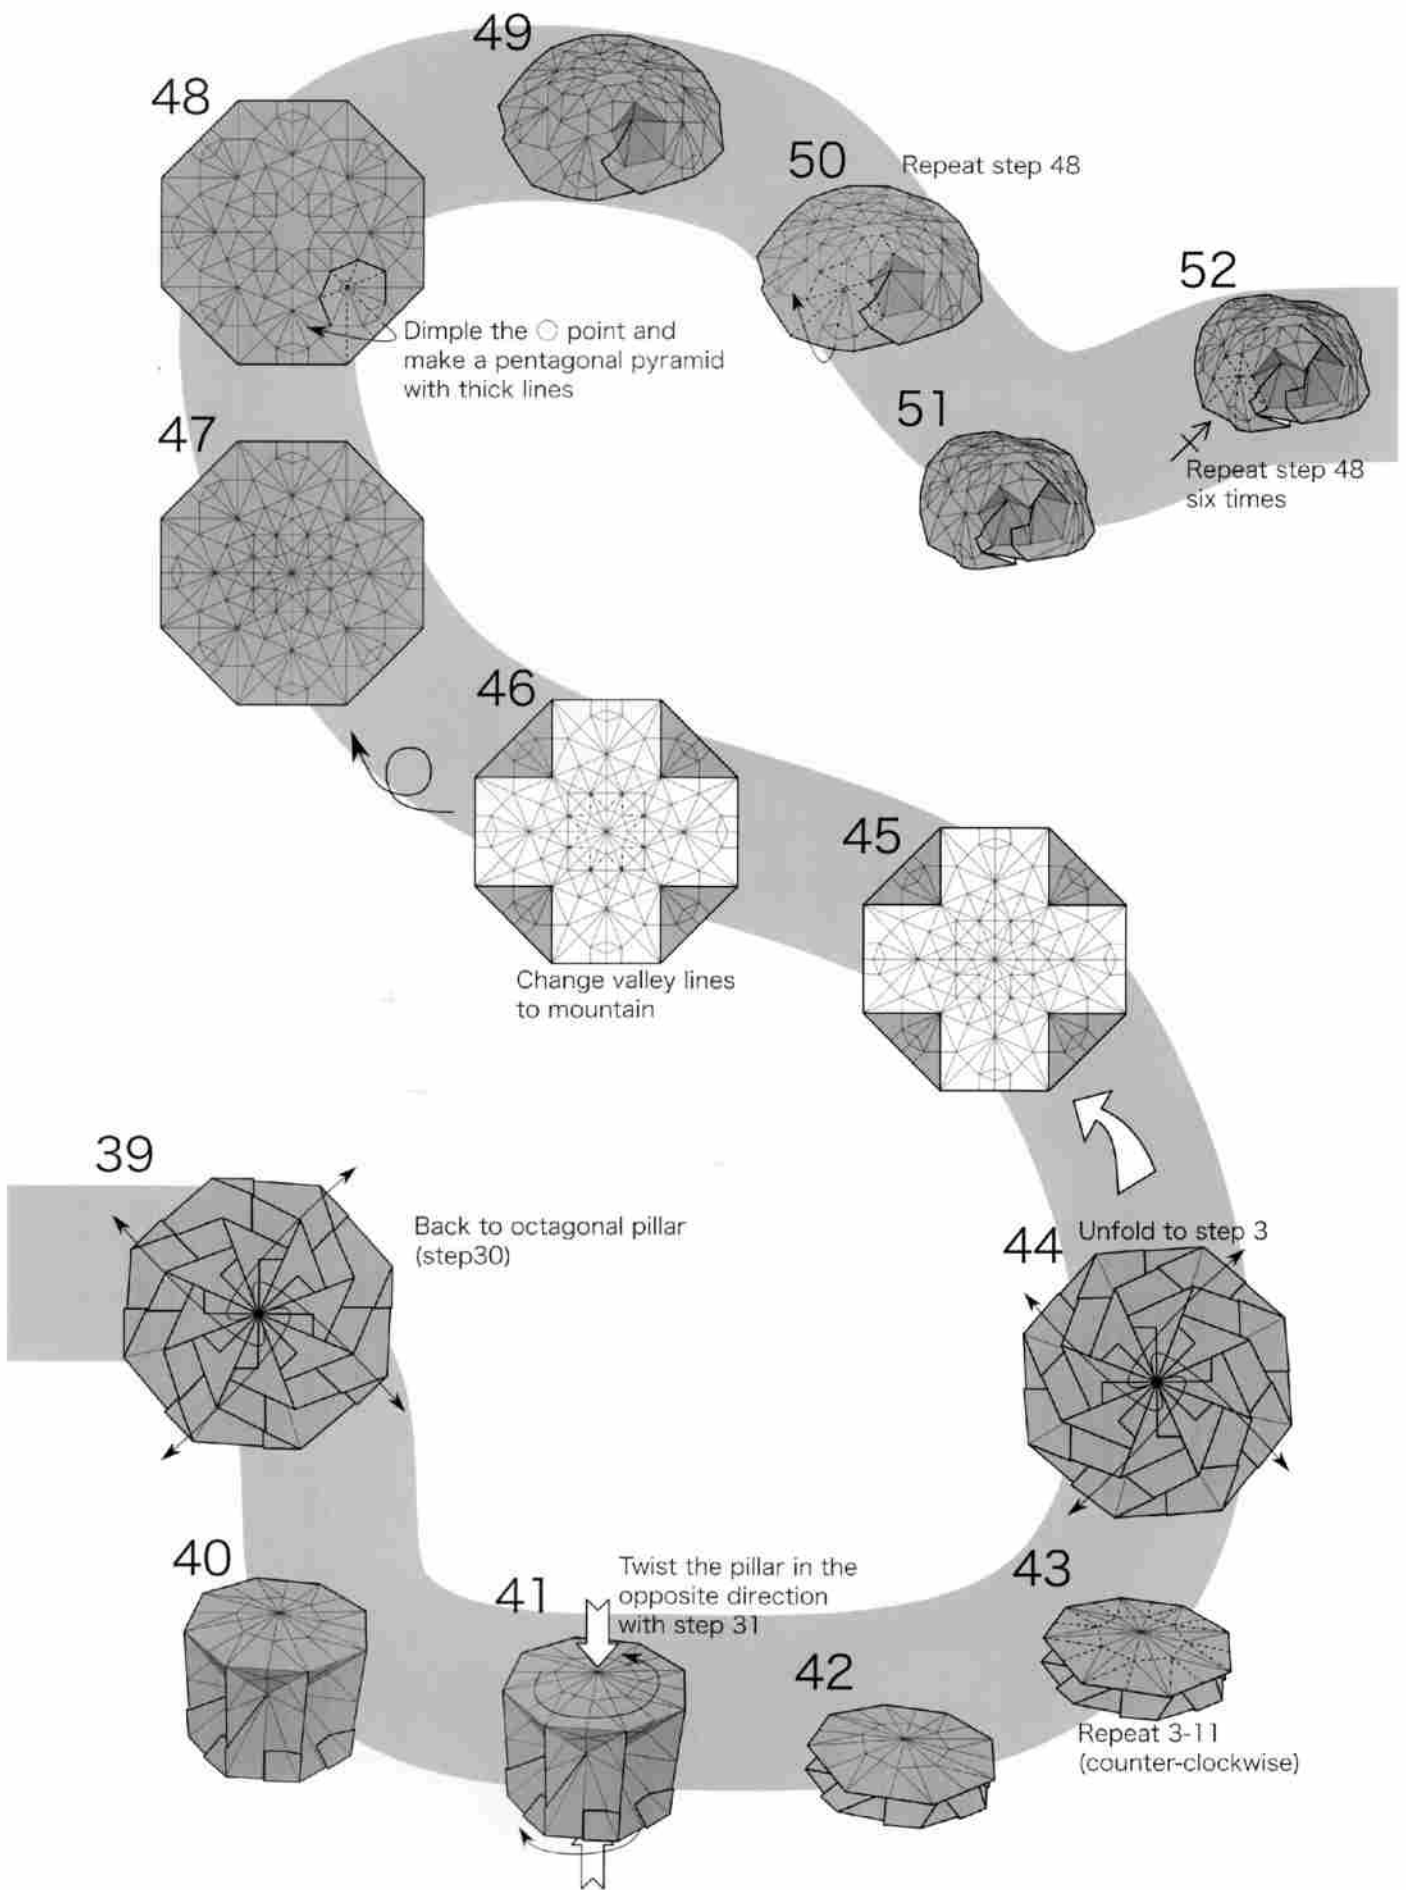 49
48
50
Repeat step 48
52
Dimple the ○ point and
make a pentagonal pyramid
with thick lines
51
47
Repeat step 48
six times
46
45
Change valley lines
to mountain
39
Back to octagonal pillar
(step30)
44
Unfold to step 3
40
41
Twist the pillar in the
opposite direction
with step 31
43
42
Repeat 3-11
(counter-clockwise)